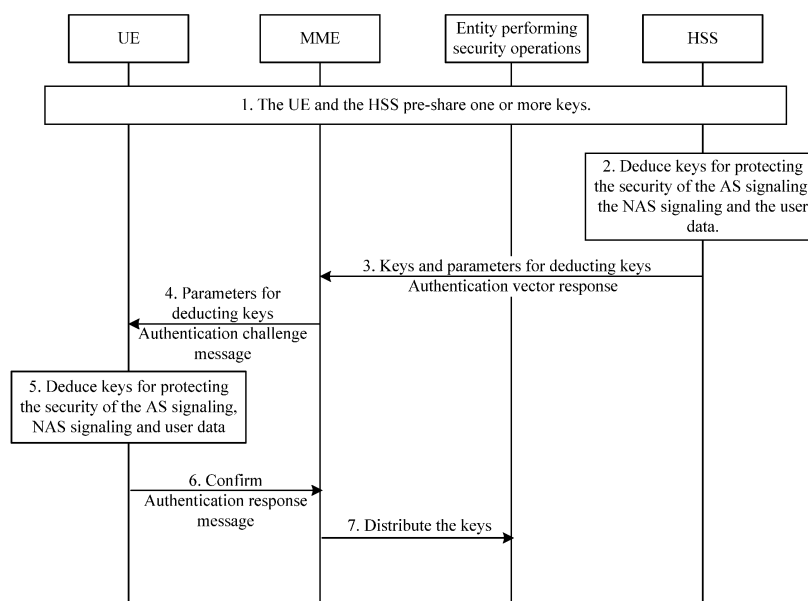 UE
MME
Entity performing
security operations
HSS
1. The UE and the HSS pre-share one or more keys.
2. Deduce keys for protecting
the security of the AS signaling
the NAS signaling and the user
data.
3. Keys and parameters for deducting keys
Authentication vector response
4. Parameters for
deducting keys
Authentication challenge
message
5. Deduce keys for protecting
the security of the AS signaling,
NAS signaling and user data
6. Confirm
Authentication response
message
7. Distribute the keys